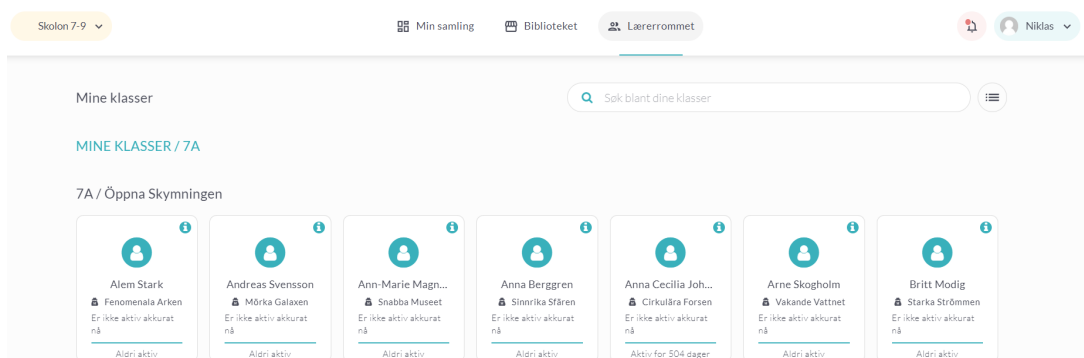 Skolon 7-9 Min samling Biblioteket Lærerrommet Niklas
Mine klasser Søk blant dine klasser
MINE KLASSER / 7A
7A / Öppna Skymningen
Alem Stark Andreas Svensson Ann-Marie Magn... Anna Berggren Anna Cecilia Joh... Arne Skogholm Britt Modig
Fenomenala Arken Mörka Galaxen Snabba Museet Sinnrika Sfären Cirkulära Forsen Vakande Vattnet Starka Strömmen
Er ikke aktiv akkurat Er ikke aktiv akkurat Er ikke aktiv akkurat Er ikke aktiv akkurat Er ikke aktiv akkurat Er ikke aktiv akkurat Er ikke aktiv akkurat
nå nå nå nå nå nå nå
Aldri aktiv Aldri aktiv Aldri aktiv Aldri aktiv Aktiv for 504 dager Aldri aktiv Aldri aktiv